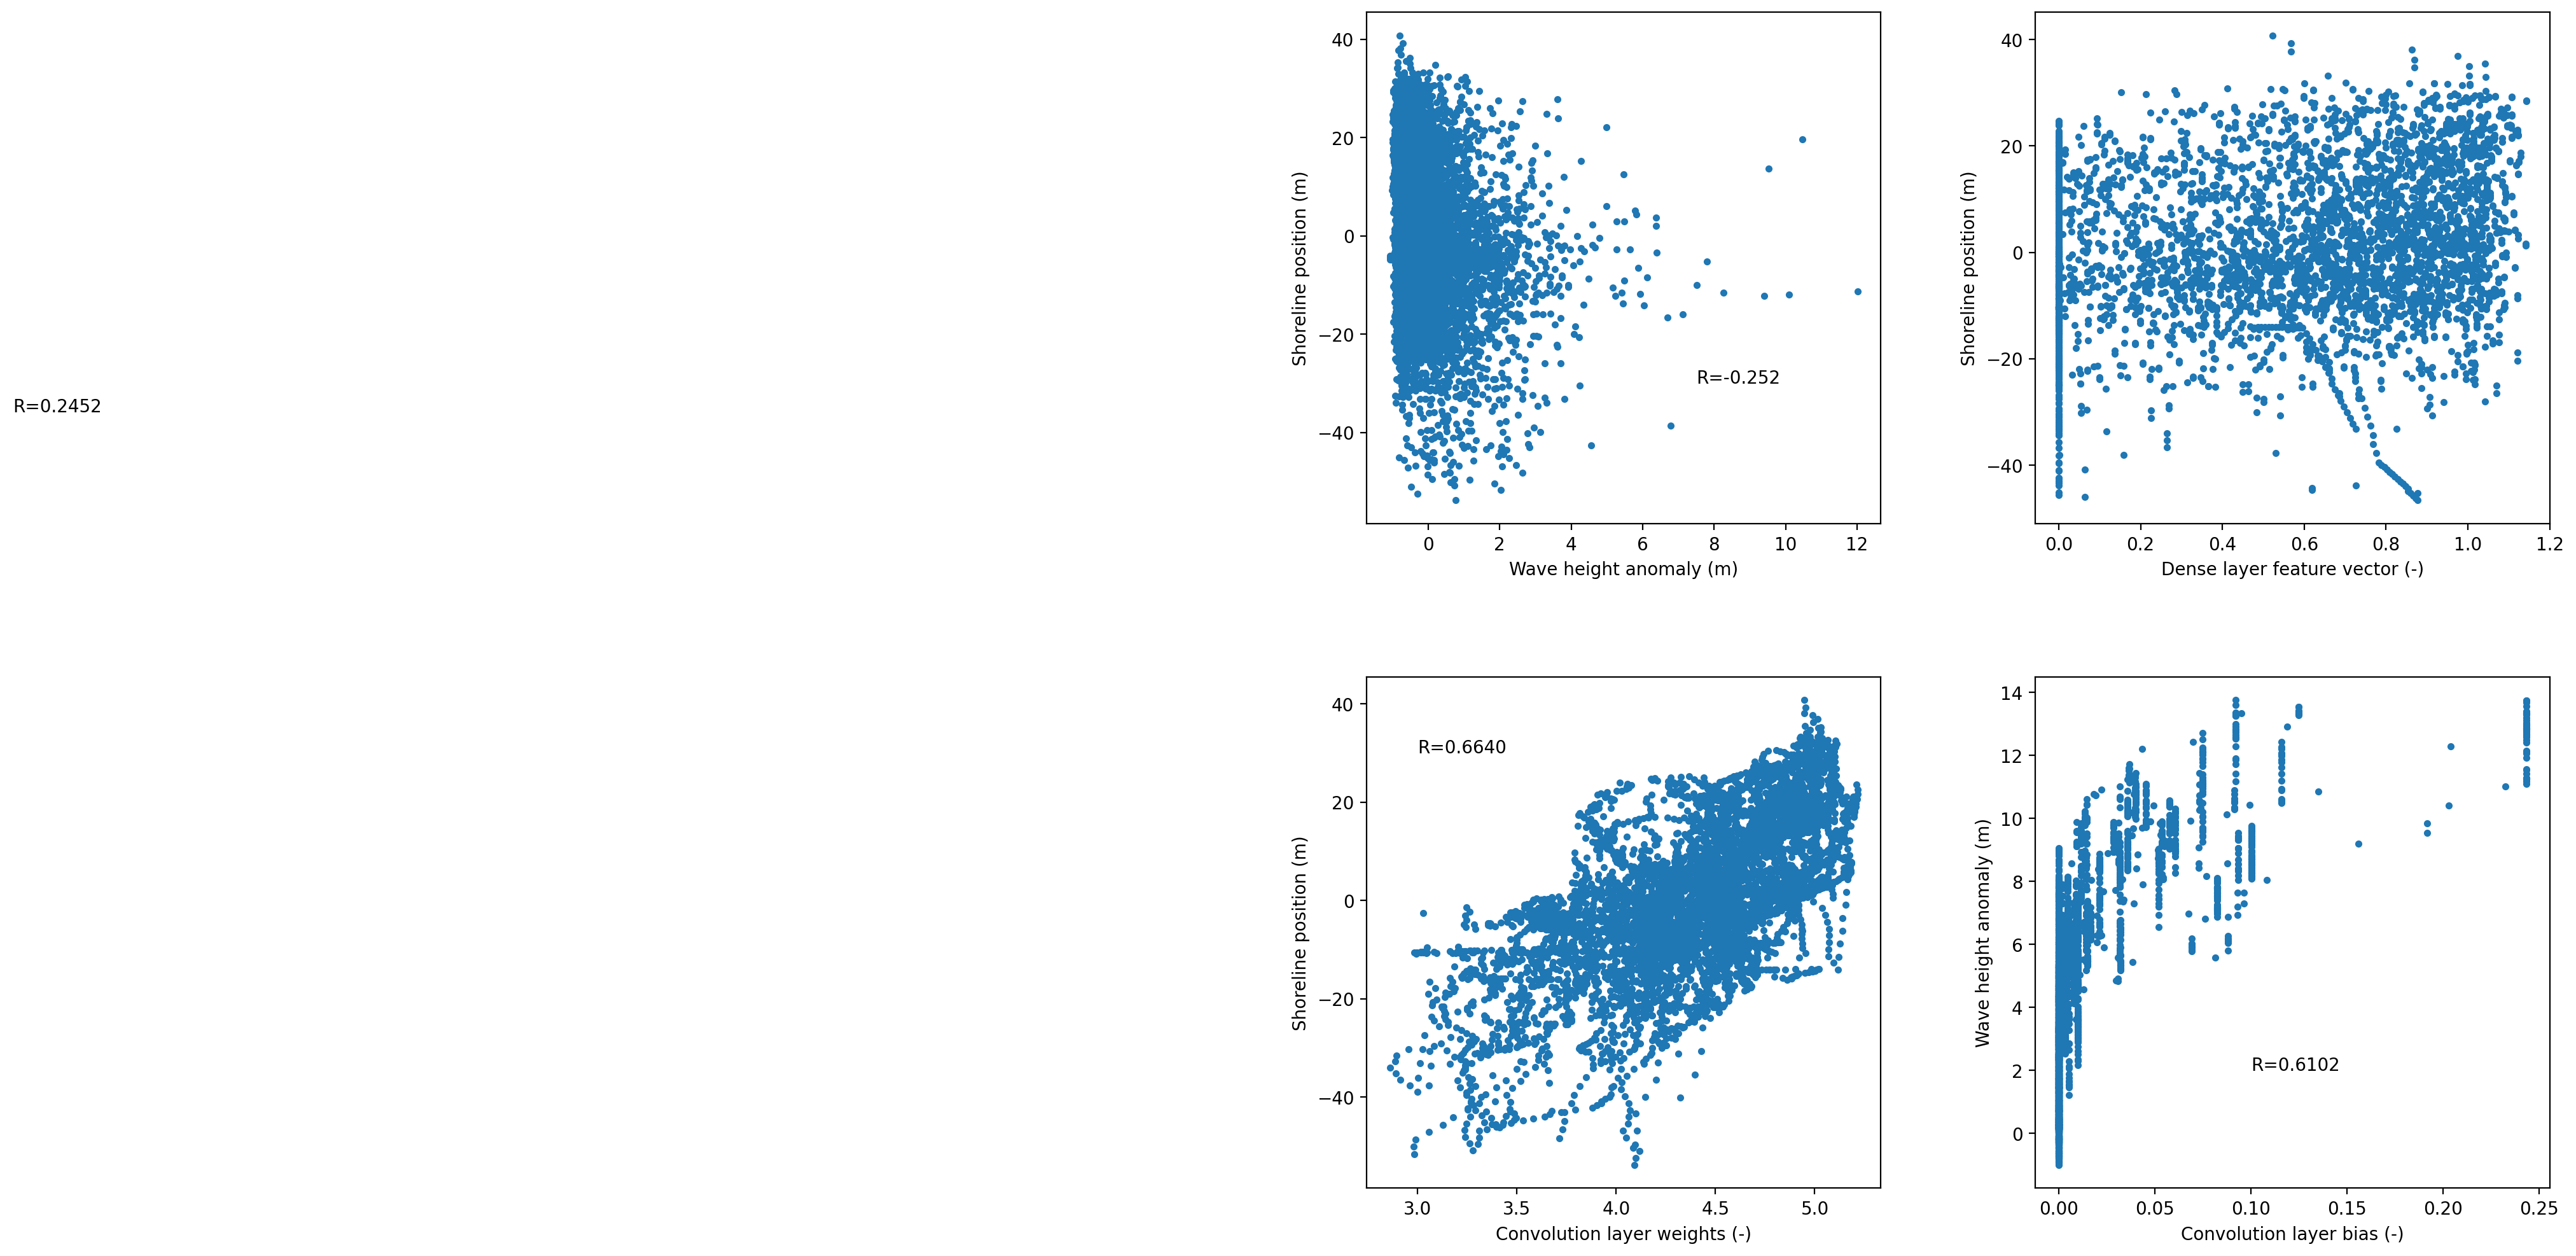 40
20
0
−20
−40
Shoreline position (m)
R=-0.252
0 2 4 6 8 10 12
Wave height anomaly (m)
40
20
0
−20
−40
Shoreline position (m)
0.0 0.2 0.4 0.6 0.8 1.0 1.2
Dense layer feature vector (-)
R=0.2452
40
20
0
−20
−40
Shoreline position (m)
R=0.6640
3.0 3.5 4.0 4.5 5.0
Convolution layer weights (-)
14
12
10
8
6
4
2
0
Wave height anomaly (m)
R=0.6102
0.00 0.05 0.10 0.15 0.20 0.25
Convolution layer bias (-)